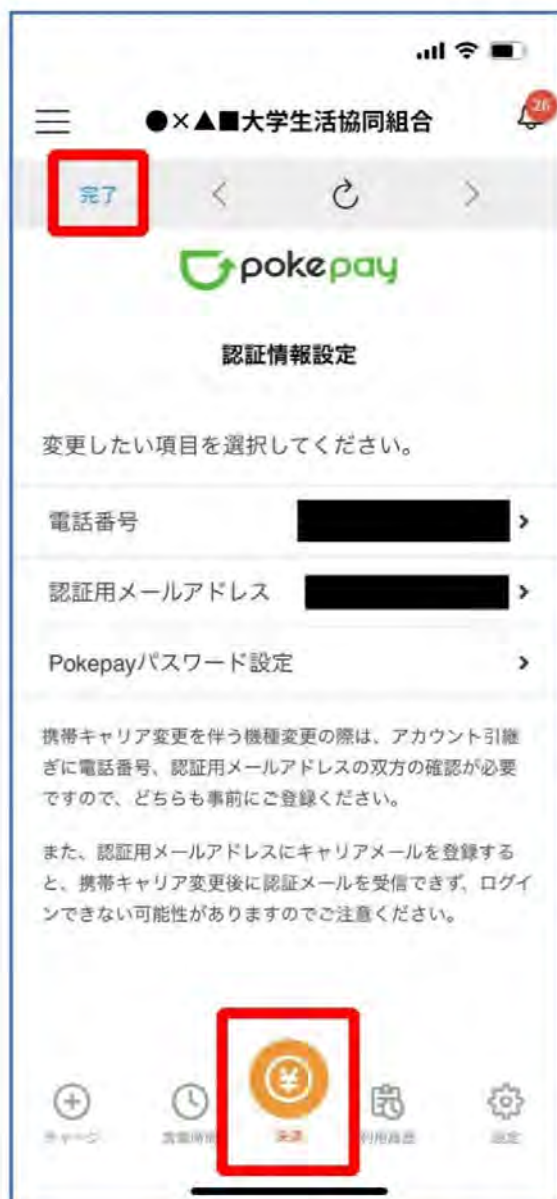 ●×▲■大学生活協同組合
26
完了
pokepay
認証情報設定
変更したい項目を選択してください。
電話番号
認証用メールアドレス
Pokepayパスワード設定
携帯キャリア変更を伴う機種変更の際は、アカウント引継
ぎに電話番号、認証用メールアドレスの双方の確認が必要
ですので、どちらも事前にご登録ください。
また、認証用メールアドレスにキャリアメールを登録する
と、携帯キャリア変更後に認証メールを受信できず、ログイ
ンできない可能性がありますのでご注意ください。
チャージ
決済
利用履歴
設定